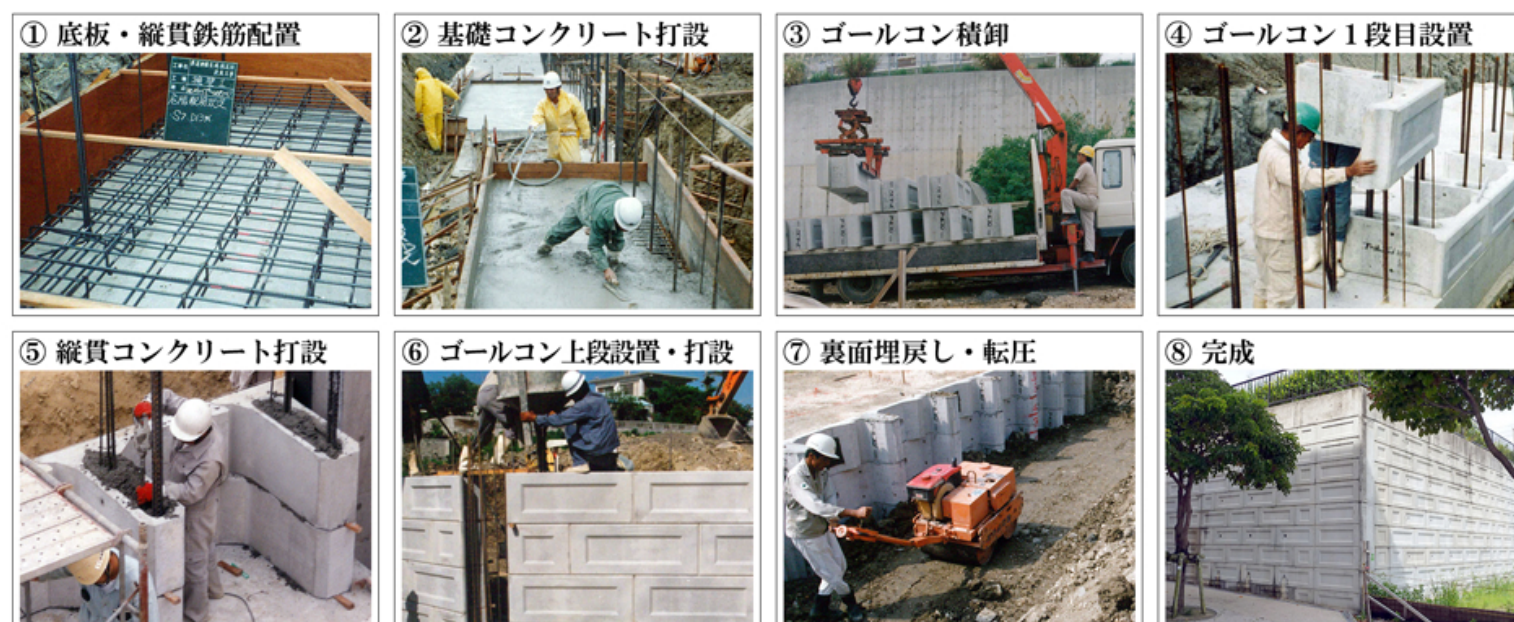 ① 底板・縦貫鉄筋配置
② 基礎コンクリート打設
③ ゴールコン積卸
④ ゴールコン１段目設置
⑤ 縦貫コンクリート打設
⑥ ゴールコン上段設置・打設
⑦ 裏面埋戻し・転圧
⑧ 完成